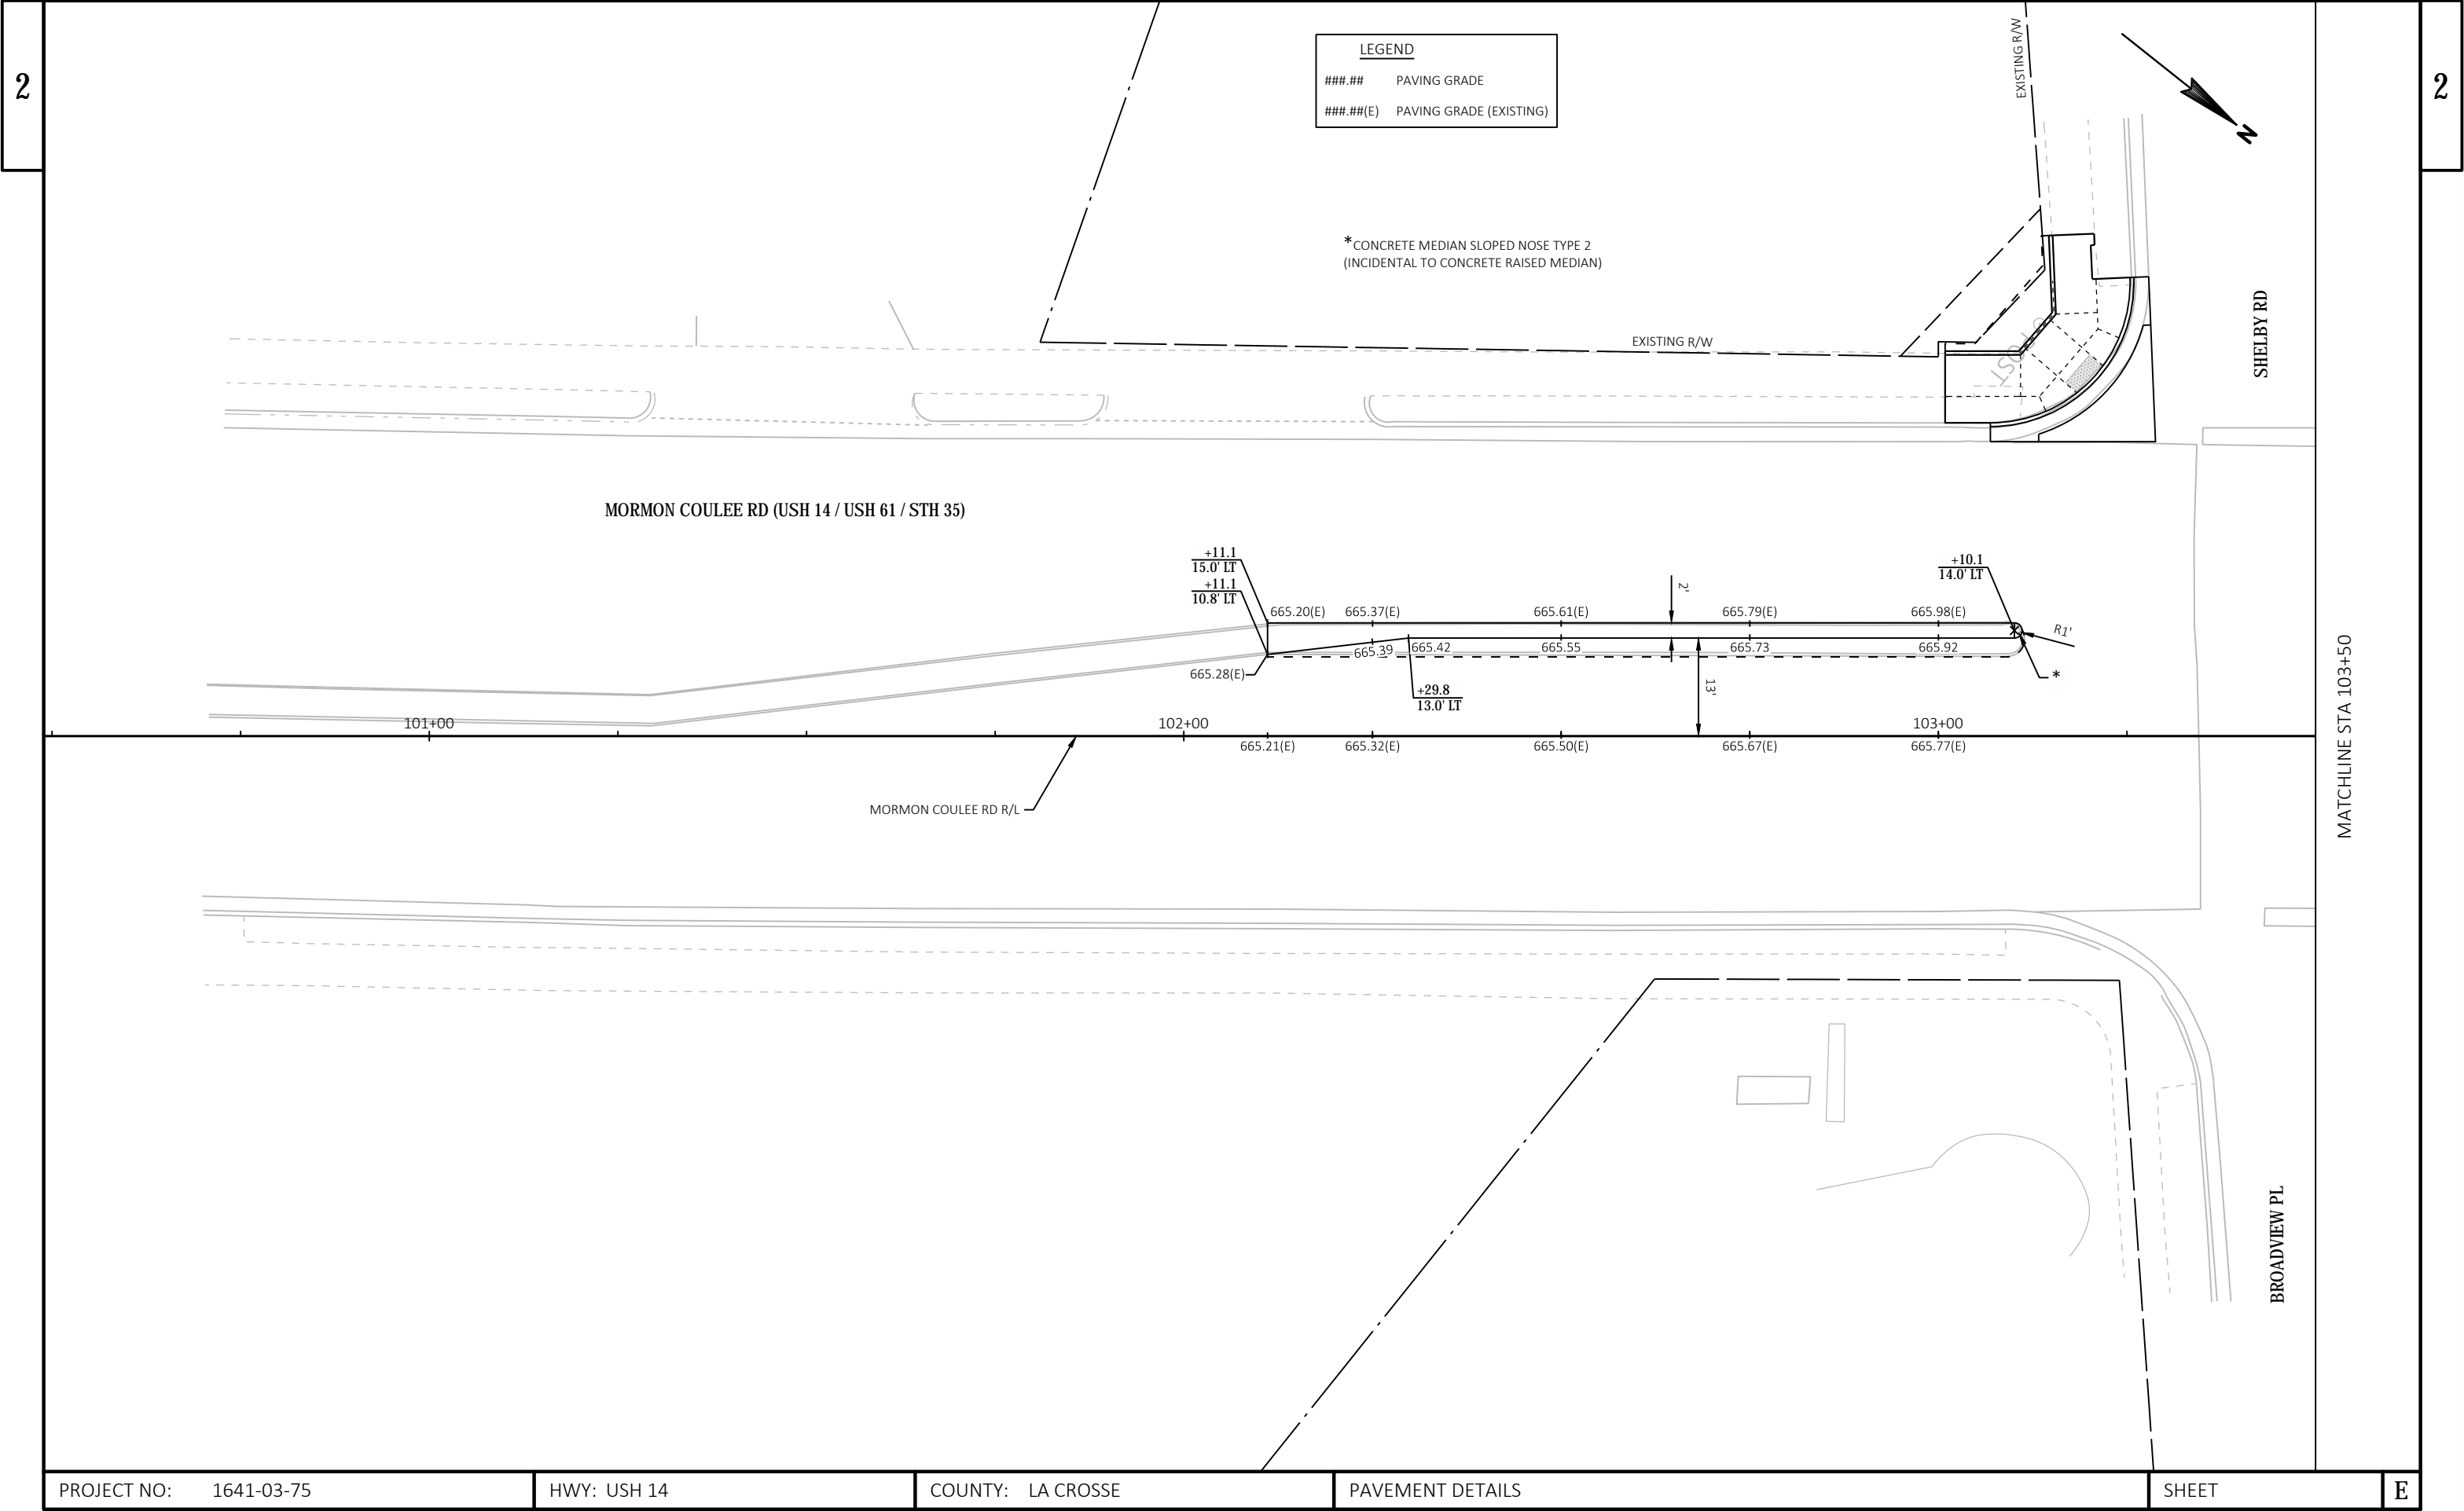 2
2
LEGEND
###.## PAVING GRADE
###.##(E) PAVING GRADE (EXISTING)
EXISTING R/W
N
*CONCRETE MEDIAN SLOPED NOSE TYPE 2
(INCIDENTAL TO CONCRETE RAISED MEDIAN)
EXISTING R/W
SHELBY RD
POST
MORMON COULEE RD (USH 14 / USH 61 / STH 35)
+11.1
15.0' LT
+11.1
10.8' LT
+10.1
14.0' LT
2'
665.20(E) 665.37(E) 665.61(E) 665.79(E) 665.98(E)
R1'
665.39 665.42 665.55 665.73 665.92
665.28(E)
*
+29.8
13.0' LT
13'
101+00 102+00 103+00
665.21(E) 665.32(E) 665.50(E) 665.67(E) 665.77(E)
MORMON COULEE RD R/L
MATCHLINE STA 103+50
BROADVIEW PL
PROJECT NO: 1641-03-75 HWY: USH 14 COUNTY: LA CROSSE PAVEMENT DETAILS SHEET E